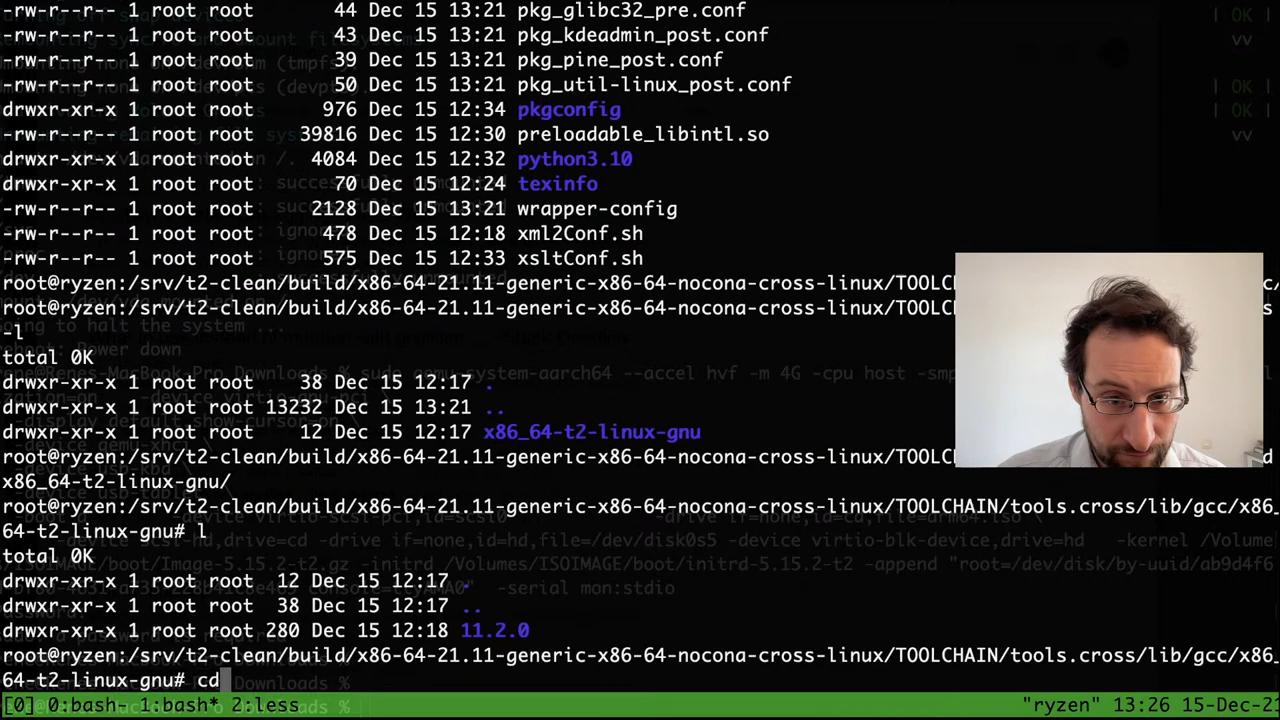 -rw-r--r-- 1 root root 44 Dec 15 13:21 pkg_glibc32_pre.conf
-rw-r--r-- 1 root root 43 Dec 15 13:21 pkg_kdeadmin_post.conf
-rw-r--r-- 1 root root 39 Dec 15 13:21 pkg_pine_post.conf
-rw-r--r-- 1 root root 50 Dec 15 13:21 pkg_util-linux_post.conf
drwxr-xr-x 1 root root 976 Dec 15 12:34 pkgconfig
-rw-r--r-- 1 root root 39816 Dec 15 12:30 preloadable_libintl.so
drwxr-xr-x 1 root root 4084 Dec 15 12:32 python3.10
drwxr-xr-x 1 root root 70 Dec 15 12:24 texinfo
-rw-r--r-- 1 root root 2128 Dec 15 13:21 wrapper-config
-rw-r--r-- 1 root root 478 Dec 15 12:18 xml2Conf.sh
-rw-r--r-- 1 root root 575 Dec 15 12:33 xsltConf.sh
root@ryzen:/srv/t2-clean/build/x86-64-21.11-generic-x86-64-nocona-cross-linux/TOOLCH
root@ryzen:/srv/t2-clean/build/x86-64-21.11-generic-x86-64-nocona-cross-linux/TOOLCH
-l
total 0K
drwxr-xr-x 1 root root 38 Dec 15 12:17 .
drwxr-xr-x 1 root root 13232 Dec 15 13:21 ..
drwxr-xr-x 1 root root 12 Dec 15 12:17 x86_64-t2-linux-gnu
root@ryzen:/srv/t2-clean/build/x86-64-21.11-generic-x86-64-nocona-cross-linux/TOOLCH
x86_64-t2-linux-gnu/
root@ryzen:/srv/t2-clean/build/x86-64-21.11-generic-x86-64-nocona-cross-linux/TOOLCHAIN/tools.cross/lib/gcc/x86_
64-t2-linux-gnu# l
total 0K
drwxr-xr-x 1 root root 12 Dec 15 12:17 .
drwxr-xr-x 1 root root 38 Dec 15 12:17 ..
drwxr-xr-x 1 root root 280 Dec 15 12:18 11.2.0
root@ryzen:/srv/t2-clean/build/x86-64-21.11-generic-x86-64-nocona-cross-linux/TOOLCHAIN/tools.cross/lib/gcc/x86_
64-t2-linux-gnu# cd
[0] 0:bash- 1:bash* 2:less "ryzen" 13:26 15-Dec-21